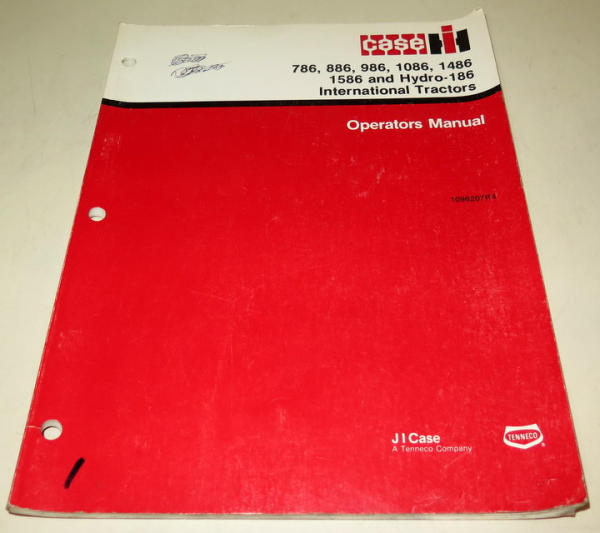 CASE IH
786, 886, 986, 1086, 1486
1586 and Hydro-186
International Tractors
Operators Manual
1096207R4
J I Case
A Tenneco Company
TENNECO